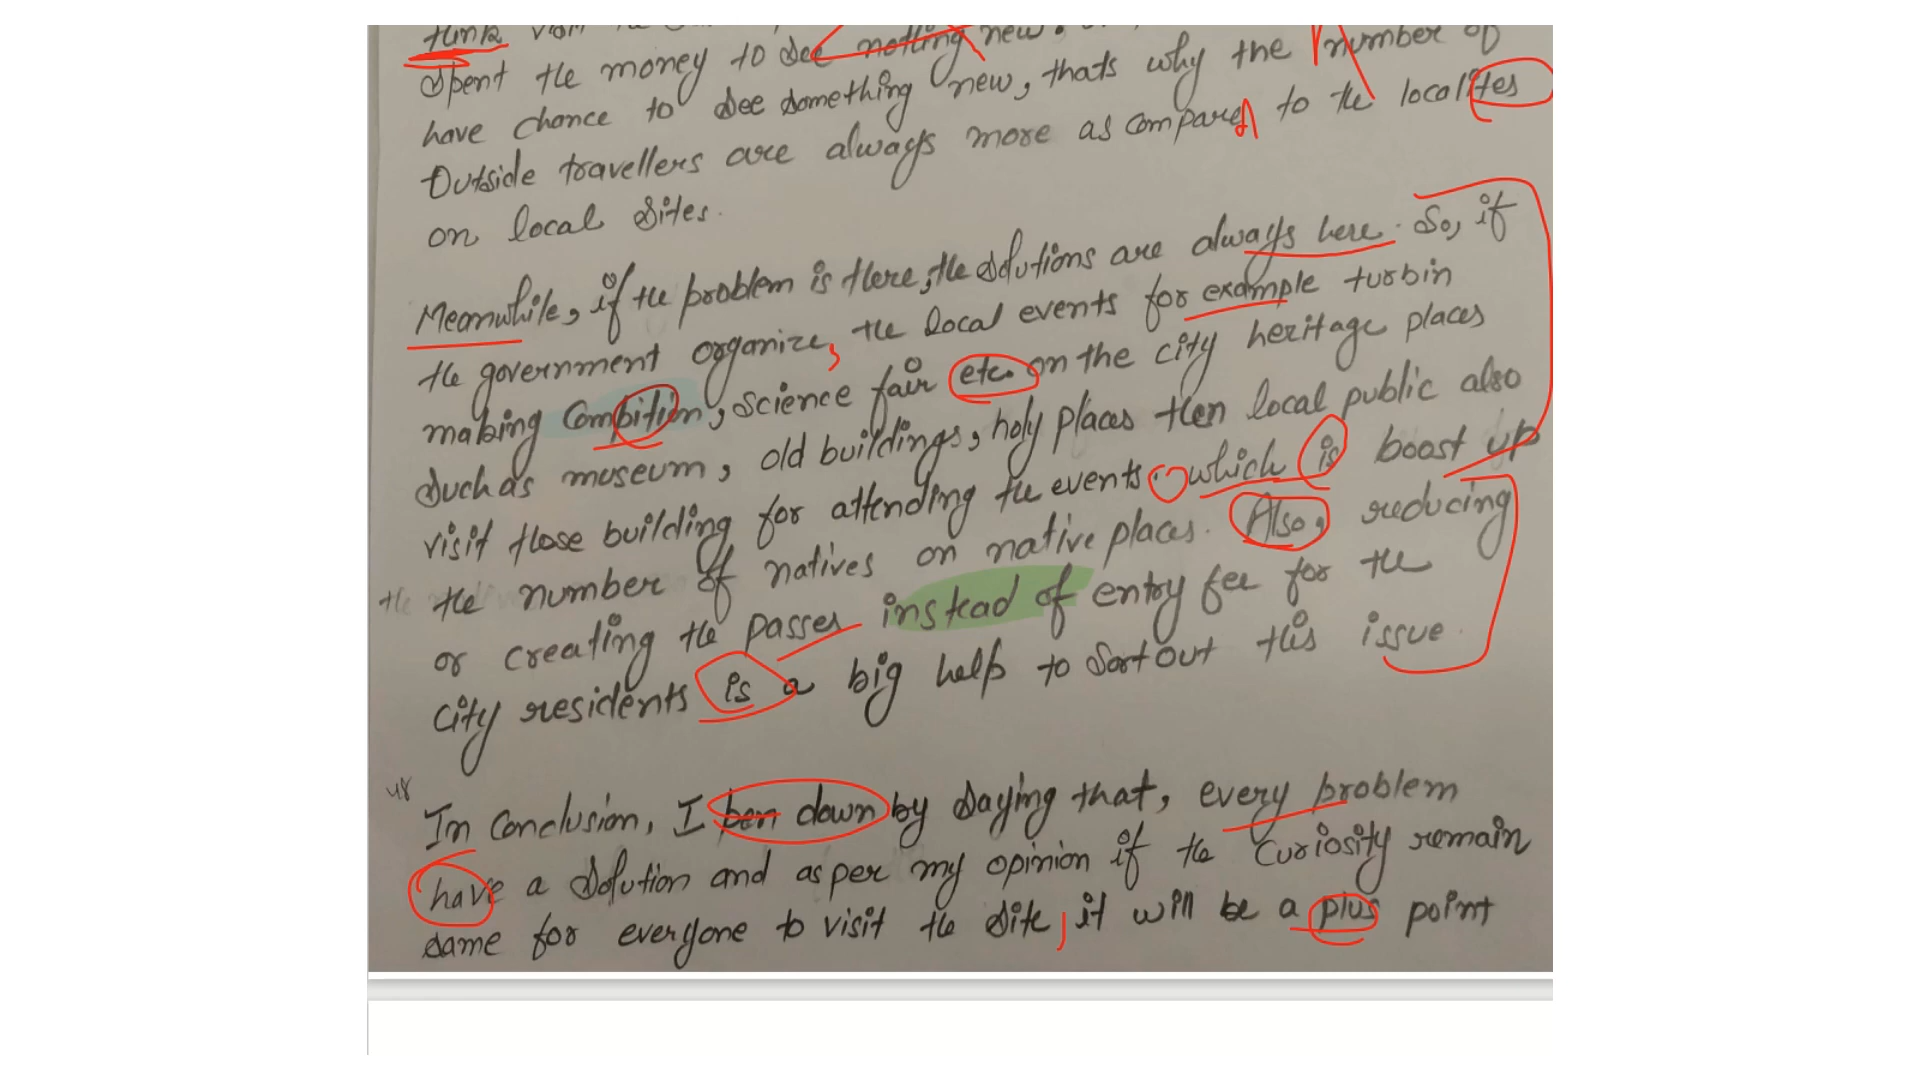 think visit the
spent the money to see nothing new.
have chance to see something new, thats why the number of
Outside travellers are always more as compare to the localites
on local sites.
Meanwhile, if the problem is there, the solutions are always here. So, if
the government organize, the local events for example turbin
making Combition, science fair etc. on the city heritage places
such as museum, old buildings, holy places then local public also
visit those building for attending the events. which is boost up
the number of natives on native places. Also, reducing
or creating the passes instead of entry fee for the
city residents is a big help to sort out this issue.
In Conclusion, I ben down by saying that, every problem
have a solution and as per my opinion if the Curiosity remain
same for everyone to visit the site, it will be a plus point